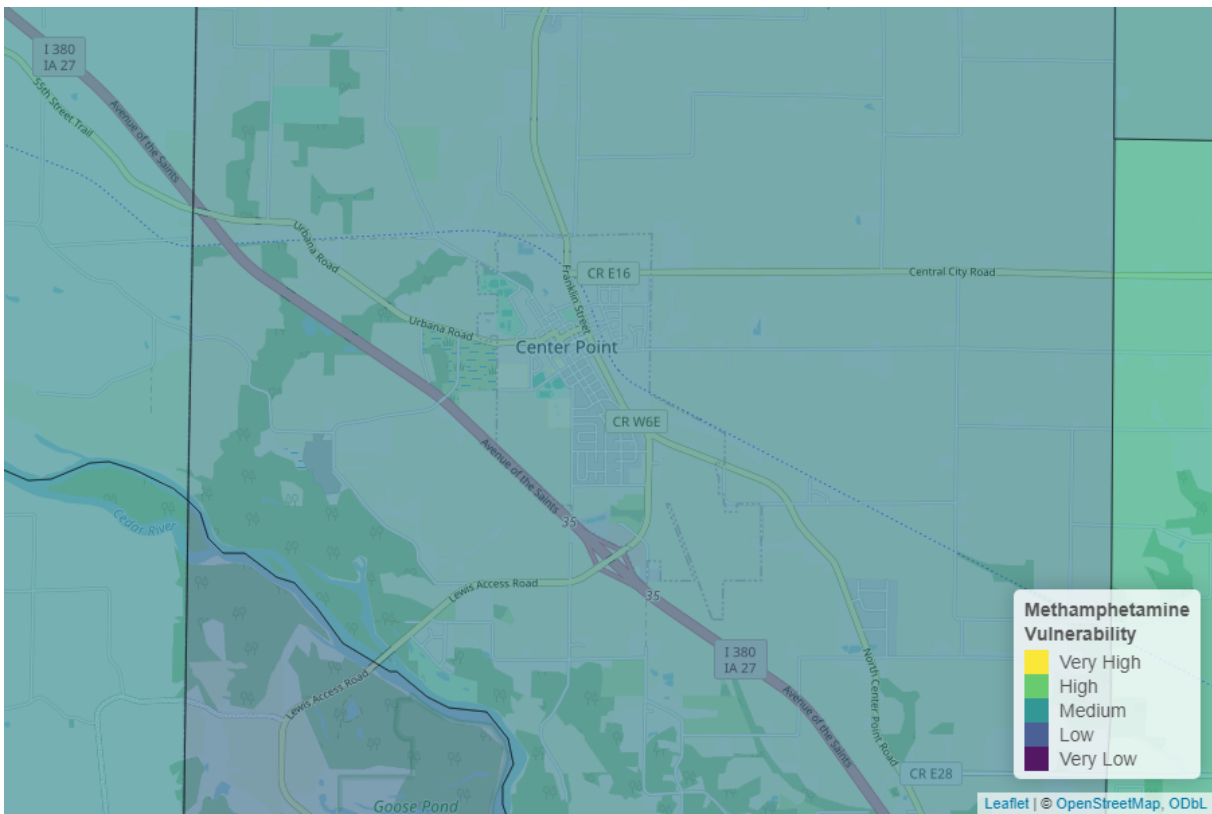 I 380
IA 27
55th Street Trail
Avenue of the Saints
Urbana Road
Franklin Street
CR E16
Central City Road
Urbana Road
Center Point
CR W6E
Avenue of the Saints
35
Cedar River
Lewis Access Road
35
I 380
IA 27
Lewis Access Road
North Center Point Road
Avenue of the Saints
CR E28
Goose Pond
Methamphetamine
Vulnerability
Very High
High
Medium
Low
Very Low
Leaflet | © OpenStreetMap, ODbL